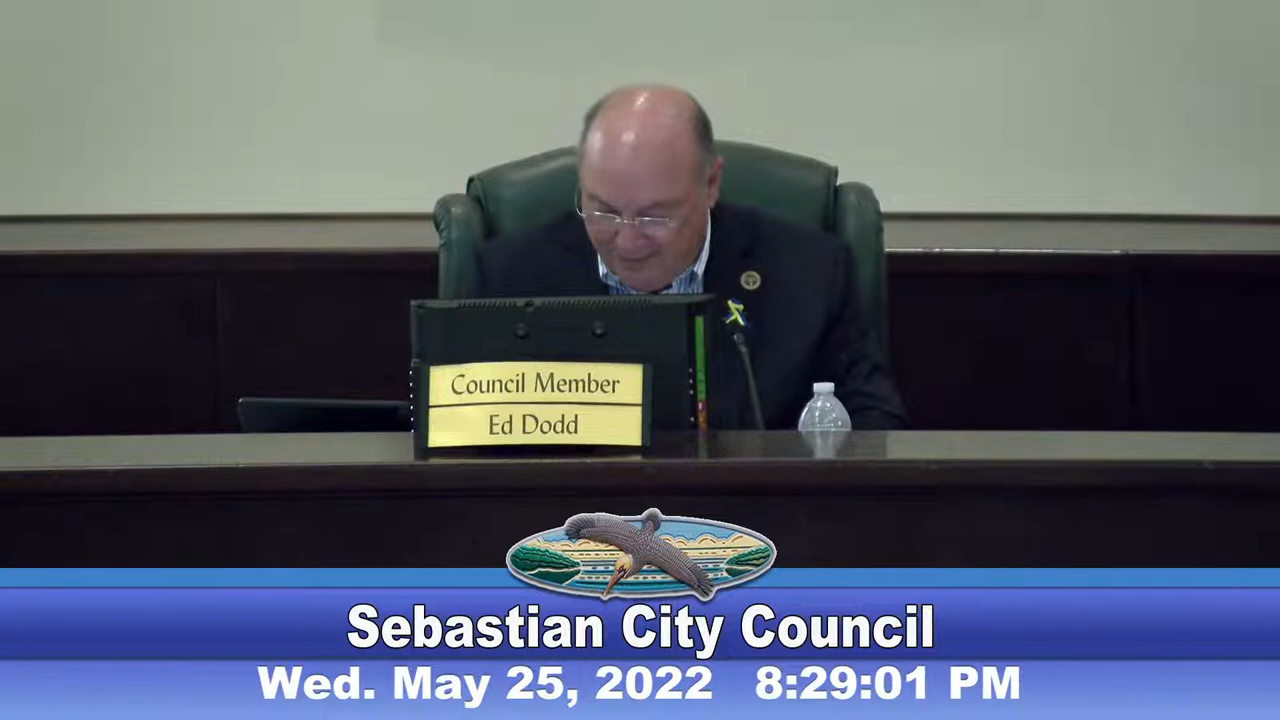 Council Member
Ed Dodd
Sebastian City Council
Wed. May 25, 2022 8:29:01 PM